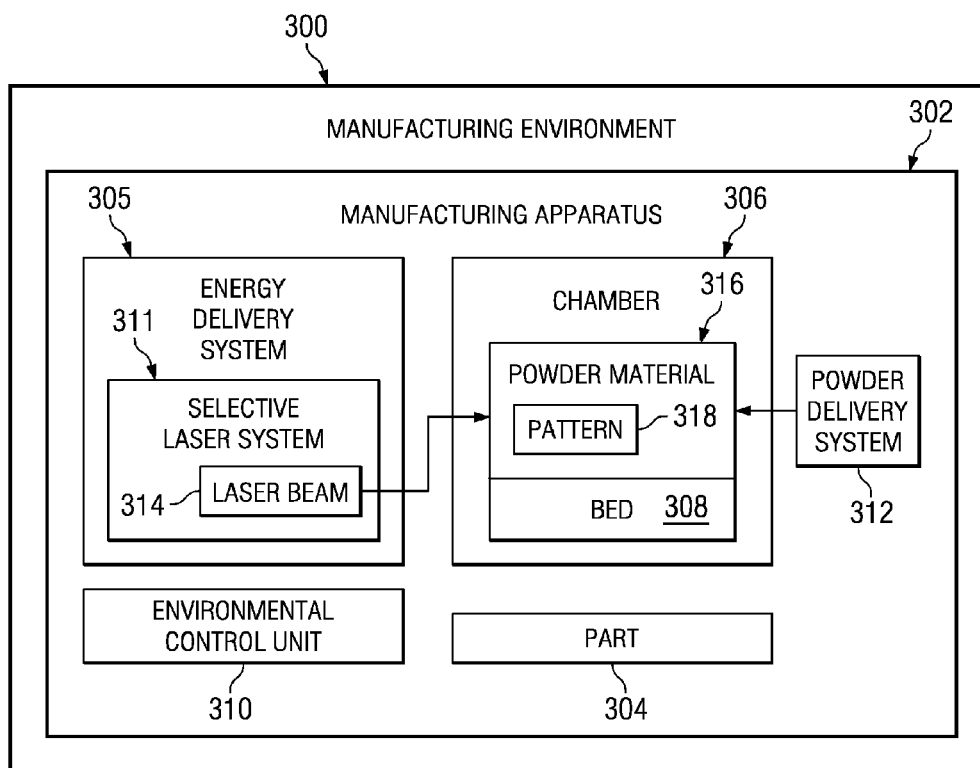 300
MANUFACTURING ENVIRONMENT
302
MANUFACTURING APPARATUS
305
ENERGY
DELIVERY
SYSTEM
311
SELECTIVE
LASER SYSTEM
314
LASER BEAM
306
CHAMBER
316
POWDER MATERIAL
PATTERN
318
BED 308
POWDER
DELIVERY
SYSTEM
312
ENVIRONMENTAL
CONTROL UNIT
310
PART
304